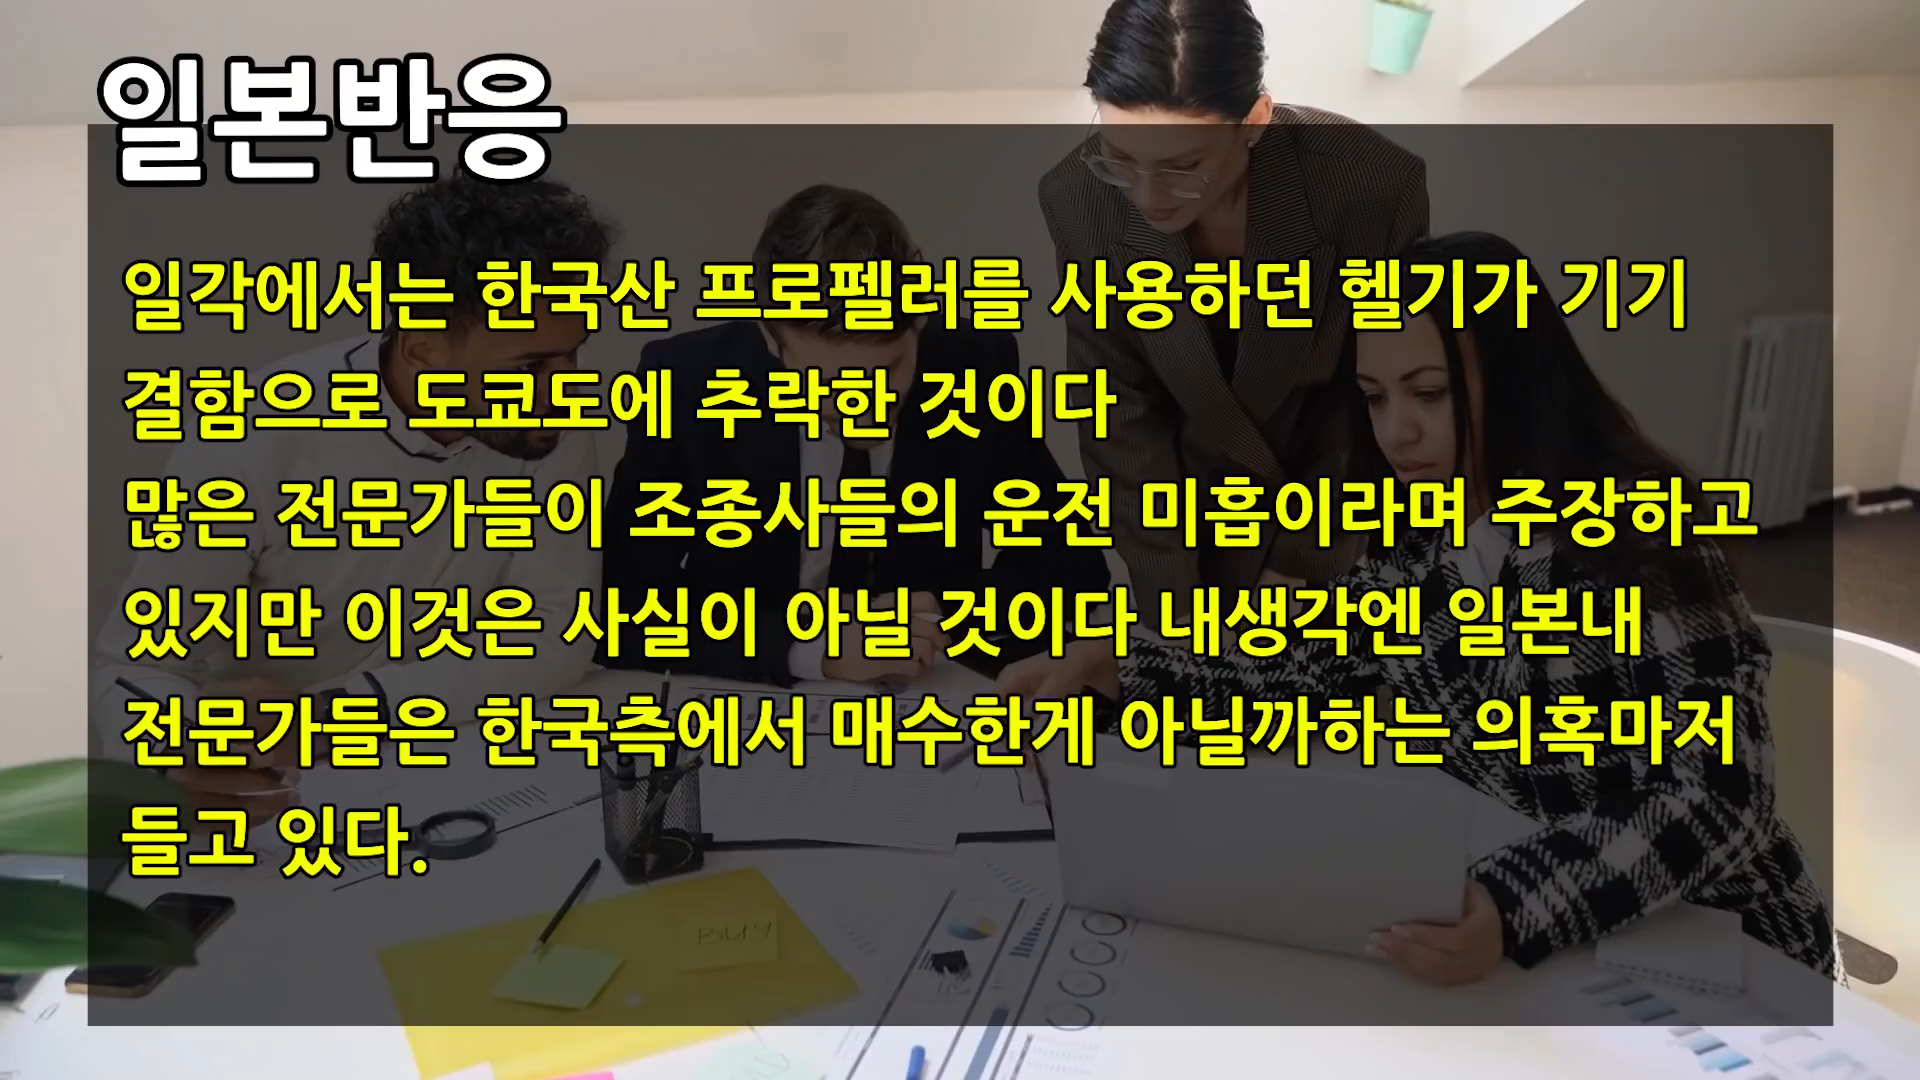 일본반응
일각에서는 한국산 프로펠러를 사용하던 헬기가 기기
결함으로 도쿄도에 추락한 것이다
많은 전문가들이 조종사들의 운전 미흡이라며 주장하고
있지만 이것은 사실이 아닐 것이다 내생각엔 일본내
전문가들은 한국측에서 매수한게 아닐까하는 의혹마저
들고 있다.
BUY